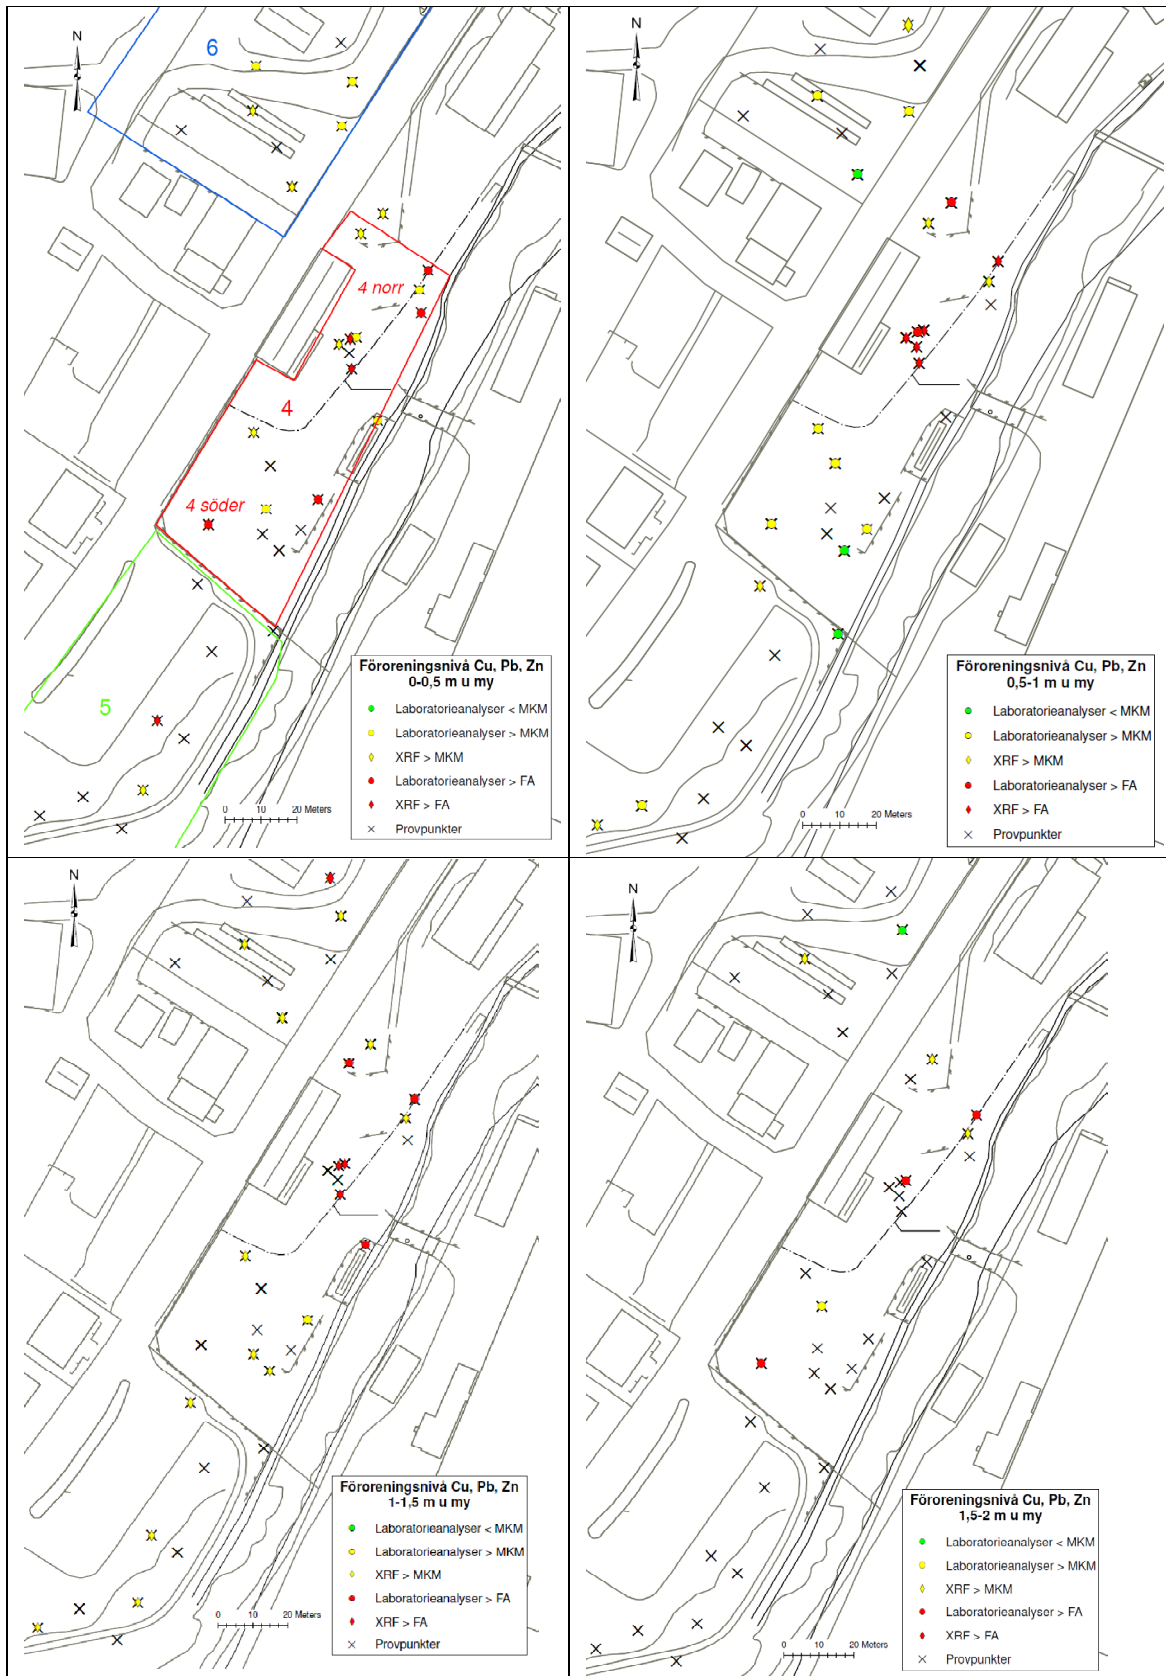 N
6
4 norr
4
4 söder
5
Föroreningsnivå Cu, Pb, Zn
0-0,5 m u my
Laboratorieanalyser < MKM
Laboratorieanalyser > MKM
XRF > MKM
Laboratorieanalyser > FA
XRF > FA
Provpunkter
0 10 20 Meters
N
Föroreningsnivå Cu, Pb, Zn
0,5-1 m u my
Laboratorieanalyser < MKM
Laboratorieanalyser > MKM
XRF > MKM
Laboratorieanalyser > FA
XRF > FA
Provpunkter
0 10 20 Meters
N
Föroreningsnivå Cu, Pb, Zn
1-1,5 m u my
Laboratorieanalyser < MKM
Laboratorieanalyser > MKM
XRF > MKM
Laboratorieanalyser > FA
XRF > FA
Provpunkter
0 10 20 Meters
N
Föroreningsnivå Cu, Pb, Zn
1,5-2 m u my
Laboratorieanalyser < MKM
Laboratorieanalyser > MKM
XRF > MKM
Laboratorieanalyser > FA
XRF > FA
Provpunkter
0 10 20 Meters